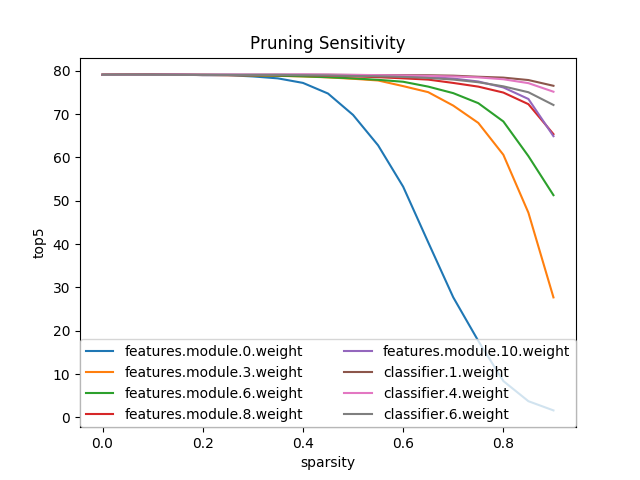 Pruning Sensitivity
top5
80
70
60
50
40
30
20
10
0
features.module.0.weight
features.module.3.weight
features.module.6.weight
features.module.8.weight
features.module.10.weight
classifier.1.weight
classifier.4.weight
classifier.6.weight
0.0 0.2 0.4 0.6 0.8
sparsity